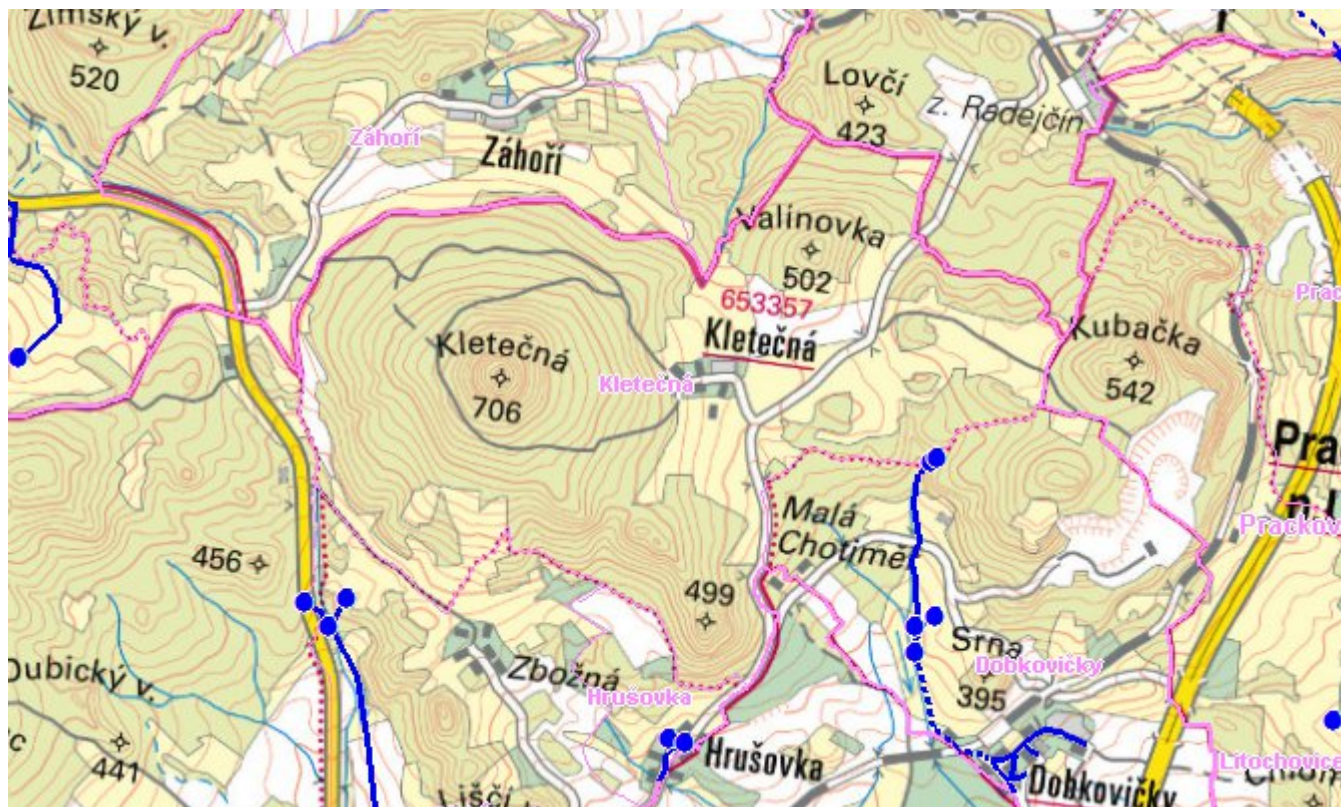 Zimský v.
520
Záhoří
Záhoří
Lovčí
423
z. Radejčín
Valinovka
502
653357
Kletečná
Kletečná
706
Kletečná
Kubačka
542
Malá
Chotiměř
499
456
Zbožná
Hrušovka
Hrušovka
Srna
395
Dobkovičky
Dobkovičky
Dubický v.
441
Liščí
Litochovice